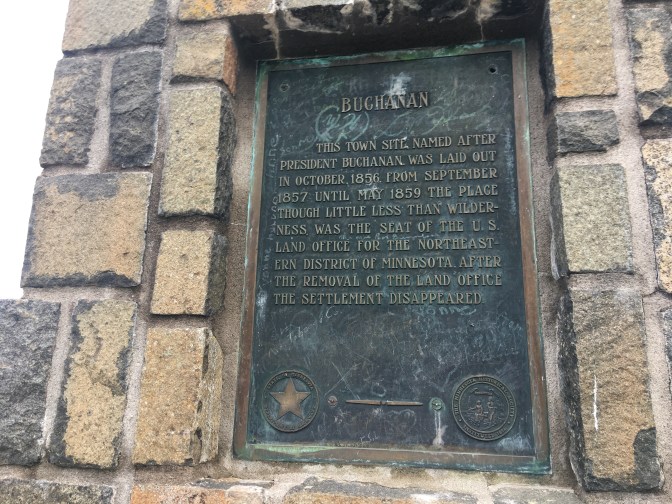 BUCHANAN
THIS TOWN SITE, NAMED AFTER
PRESIDENT BUCHANAN, WAS LAID OUT
IN OCTOBER, 1856. FROM SEPTEMBER
1857 UNTIL MAY 1859 THE PLACE
THOUGH LITTLE LESS THAN WILDER-
NESS, WAS THE SEAT OF THE U.S.
LAND OFFICE FOR THE NORTHEAST-
ERN DISTRICT OF MINNESOTA. AFTER
THE REMOVAL OF THE LAND OFFICE
THE SETTLEMENT DISAPPEARED.